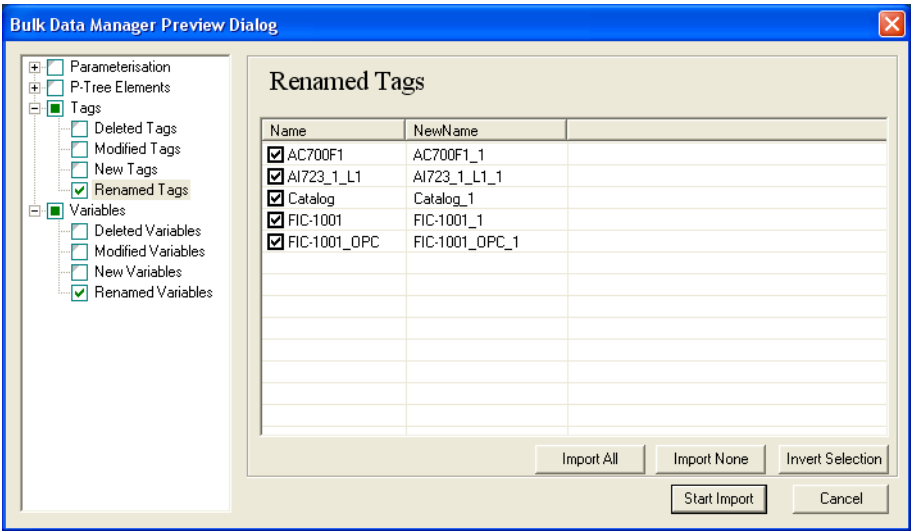 Bulk Data Manager Preview Dialog
Parameterisation
P-Tree Elements
Tags
Deleted Tags
Modified Tags
New Tags
Renamed Tags
Variables
Deleted Variables
Modified Variables
New Variables
Renamed Variables
Renamed Tags
Name NewName
AC700F1 AC700F1_1
AI723_1_L1 AI723_1_L1_1
Catalog Catalog_1
FIC-1001 FIC-1001_1
FIC-1001_OPC FIC-1001_OPC_1
Import All Import None Invert Selection
Start Import Cancel